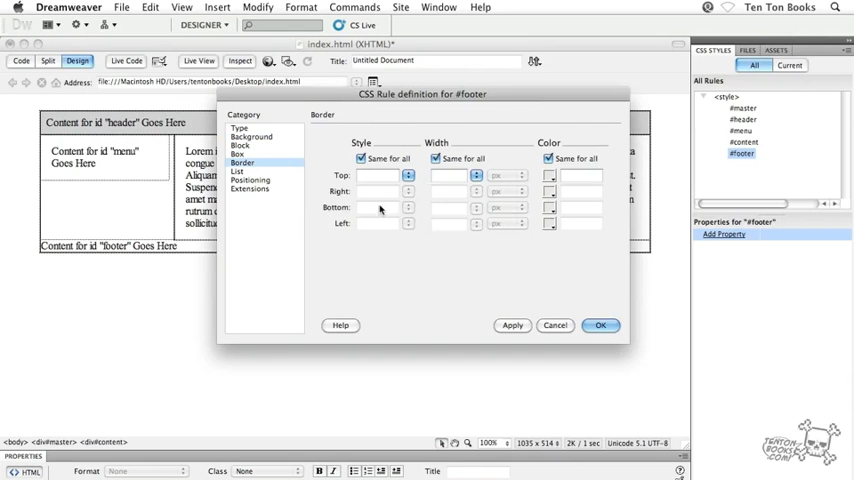 Dreamweaver File Edit View Insert Modify Format Commands Site Window Help Ten Ton Books
Dw DESIGNER CS Live
index.html (XHTML)*
Code Split Design Live Code Live View Inspect Title: Untitled Document
Address: file:///Macintosh HD/Users/tentonbooks/Desktop/index.html
CSS STYLES FILES ASSETS
All Current
All Rules
<style>
#master
#header
#menu
#content
#footer
Properties for "#footer"
Add Property
Content for id "header" Goes Here
Content for id "menu"
Goes Here
Lorem i
congue
Aliquam
Suspend
amet ma
rutrum d
sollicitud
Content for id "footer" Goes Here
CSS Rule definition for #footer
Category
Type
Background
Block
Box
Border
List
Positioning
Extensions
Border
Style Width Color
Same for all Same for all Same for all
Top: px
Right: px
Bottom: px
Left: px
Help Apply Cancel OK
<body> <div#master> <div#content> 100% 1035 x 514 2K / 1 sec Unicode 5.1 UTF-8
PROPERTIES
HTML Format None Class None B I Title
TENTON
BOOKS
.COM